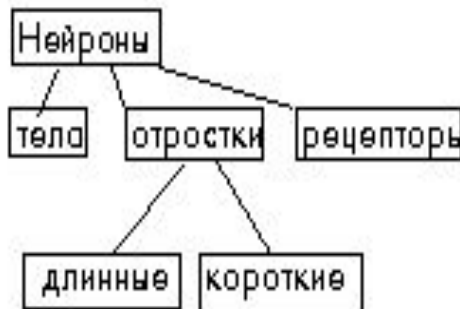 Нейроны
тела отростки рецепторы
длинные короткие